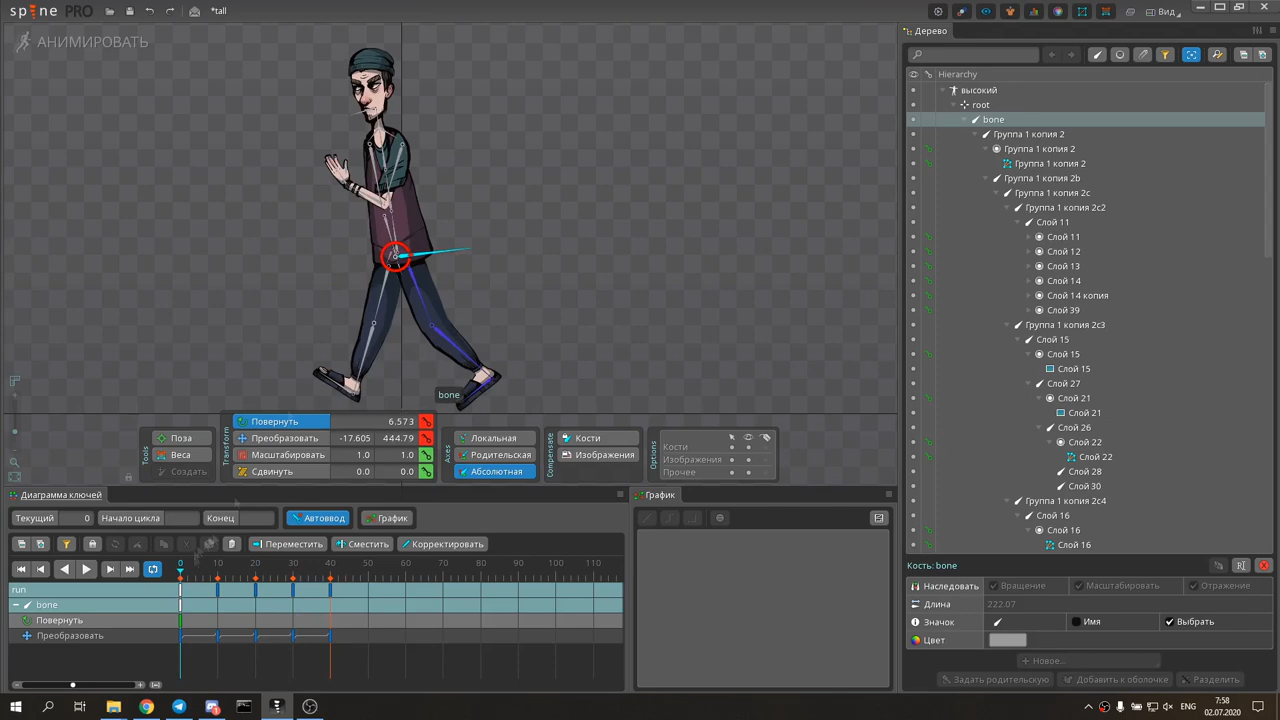 spine PRO *tall Вид
АНИМИРОВАТЬ
Дерево
Hierarchy
высокий
root
bone
Группа 1 копия 2
Группа 1 копия 2
Группа 1 копия 2
Группа 1 копия 2b
Группа 1 копия 2c
Группа 1 копия 2c2
Слой 11
Слой 11
Слой 12
Слой 13
Слой 14
Слой 14 копия
Слой 39
Группа 1 копия 2c3
Слой 15
Слой 15
Слой 15
Слой 27
Слой 21
Слой 21
Слой 26
Слой 22
Слой 22
Слой 28
Слой 30
Группа 1 копия 2c4
Слой 16
Слой 16
Слой 16
bone
Tools
Поза
Веса
Создать
Transform
Повернуть 6.573
Преобразовать -17.605 444.79
Масштабировать 1.0 1.0
Сдвинуть 0.0 0.0
Axes
Локальная
Родительская
Абсолютная
Compensate
Кости
Изображения
Options
Кости
Изображения
Прочее
Диаграмма ключей
График
Текущий 0 Начало цикла Конец Автоввод График
Переместить Сместить Корректировать
0 10 20 30 40 50 60 70 80 90 100 110
run
bone
Повернуть
Преобразовать
Кость: bone
Наследовать Вращение Масштабировать Отражение
Длина 222.07
Значок Имя Выбрать
Цвет
+ Новое...
Задать родительскую Добавить к оболочке Разделить
ENG 7:58
02.07.2020